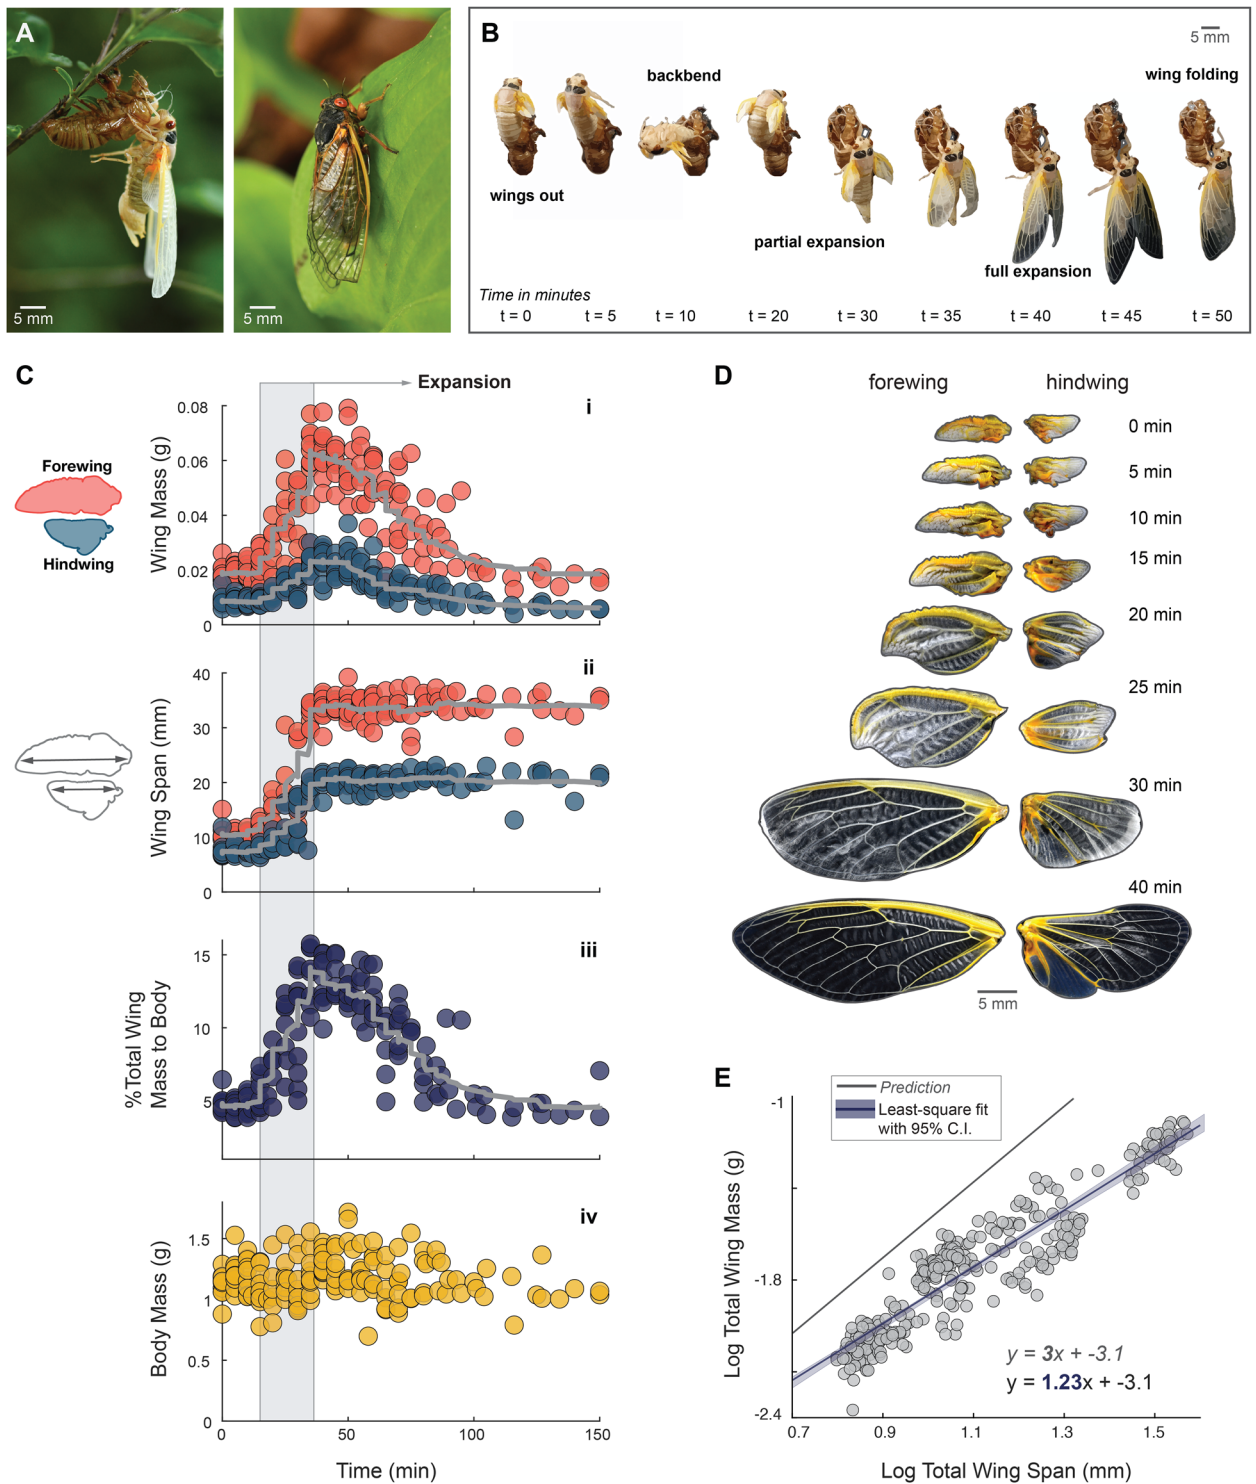 A
5 mm
5 mm
B
5 mm
backbend
wing folding
wings out
partial expansion
full expansion
Time in minutes
t = 0 t = 5 t = 10 t = 20 t = 30 t = 35 t = 40 t = 45 t = 50
C
Expansion
i
Forewing
Hindwing
Wing Mass (g)
0.08
0.06
0.04
0.02
0
ii
Wing Span (mm)
40
30
20
10
0
iii
%Total Wing
Mass to Body
15
10
5
iv
Body Mass (g)
1.5
1
0.5
0
0 50 100 150
Time (min)
D
forewing hindwing
0 min
5 min
10 min
15 min
20 min
25 min
30 min
40 min
5 mm
E
Prediction
Least-square fit
with 95% C.I.
Log Total Wing Mass (g)
-1
-1.8
-2.4
y = 3x + -3.1
y = 1.23x + -3.1
0.7 0.9 1.1 1.3 1.5
Log Total Wing Span (mm)